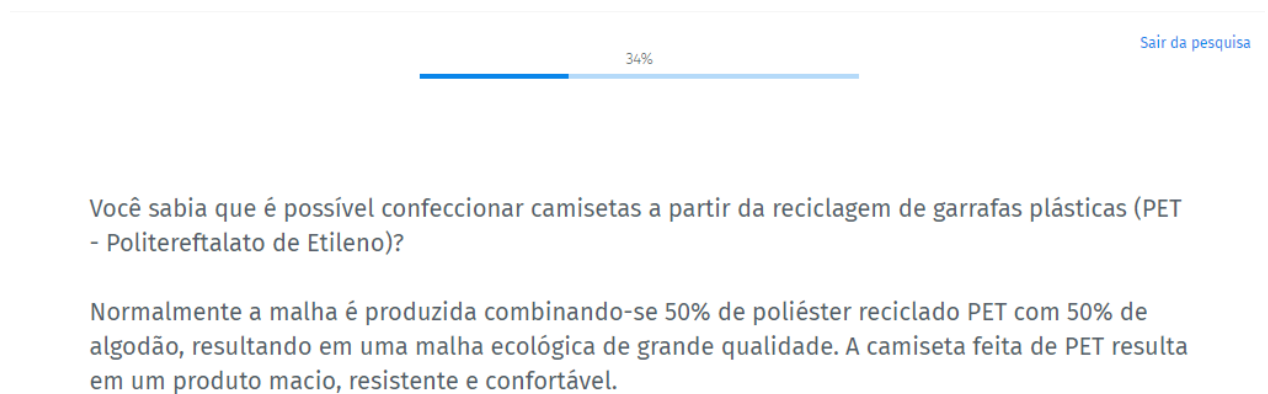 Sair da pesquisa
34%
Você sabia que é possível confeccionar camisetas a partir da reciclagem de garrafas plásticas (PET
- Politereftalato de Etileno)?
Normalmente a malha é produzida combinando-se 50% de poliéster reciclado PET com 50% de
algodão, resultando em uma malha ecológica de grande qualidade. A camiseta feita de PET resulta
em um produto macio, resistente e confortável.